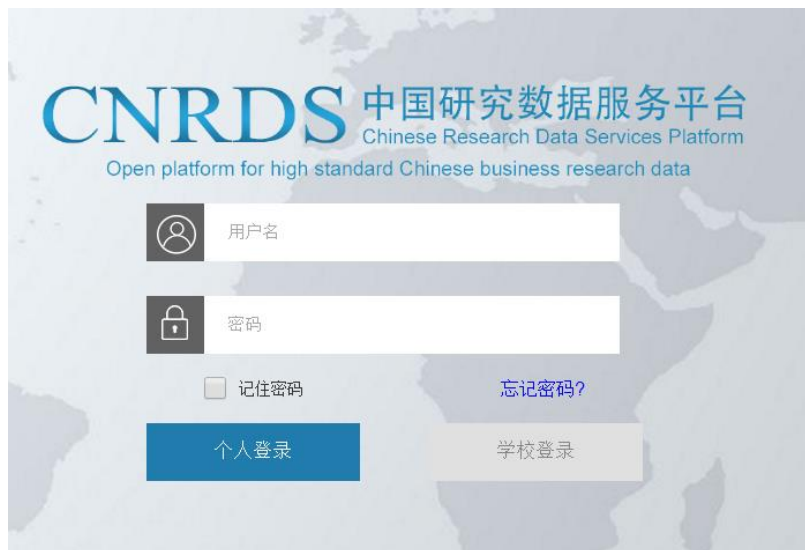 CNRDS 中国研究数据服务平台
Chinese Research Data Services Platform
Open platform for high standard Chinese business research data
用户名
密码
记住密码 忘记密码?
个人登录 学校登录